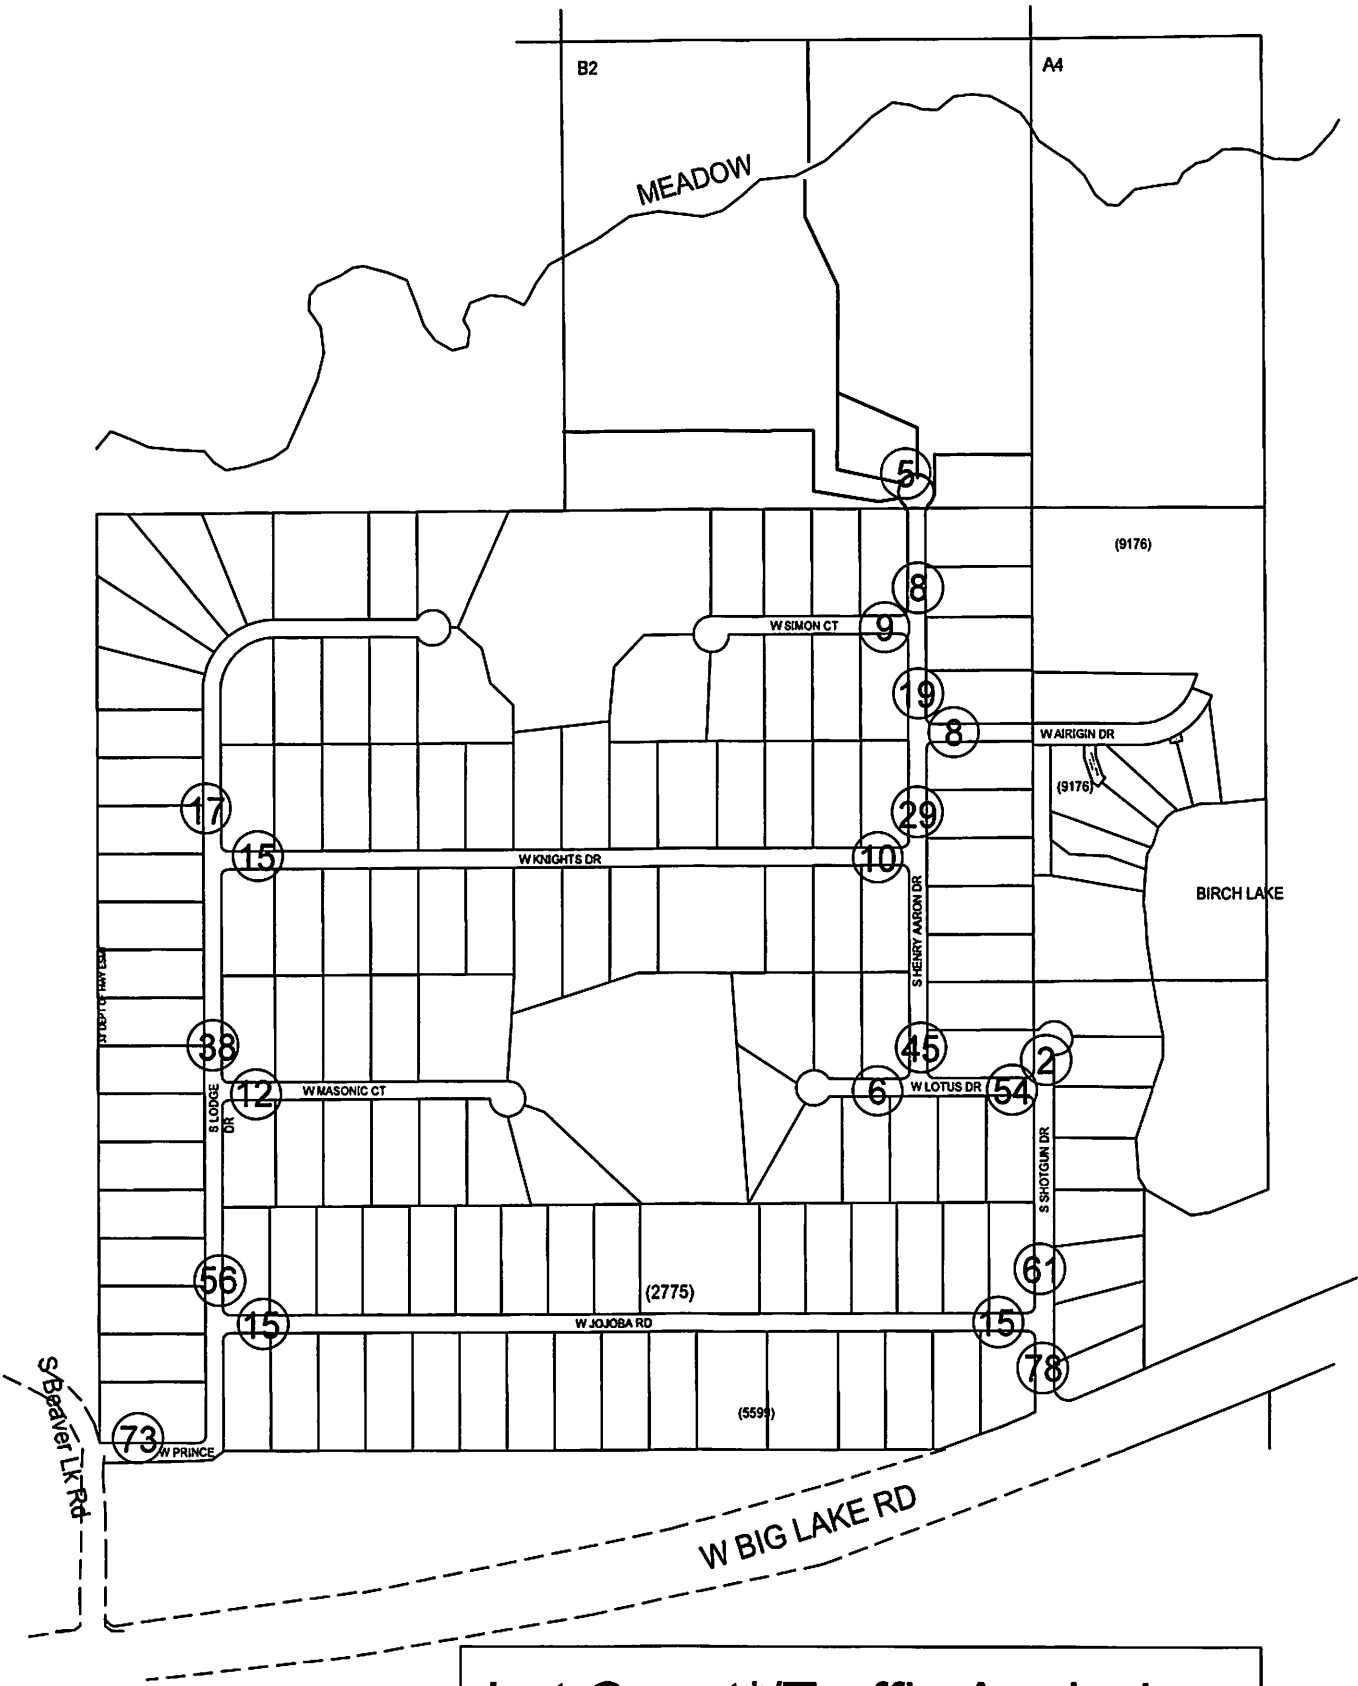 B2
A4
MEADOW
5
(9176)
8
W SIMON CT
9
19
8
W AIRIGIN DR
(9176)
17
29
15
W KNIGHTS DR
10
S HENRY AARON DR
BIRCH LAKE
38
45
2
12
W MASONIC CT
6
W LOTUS DR
54
S LODGE
DR
S SHOTGUN DR
56
61
(2775)
15
W JOJOBA RD
15
78
S Beaver Lk Rd
(5599)
73
W PRINCE
W BIG LAKE RD